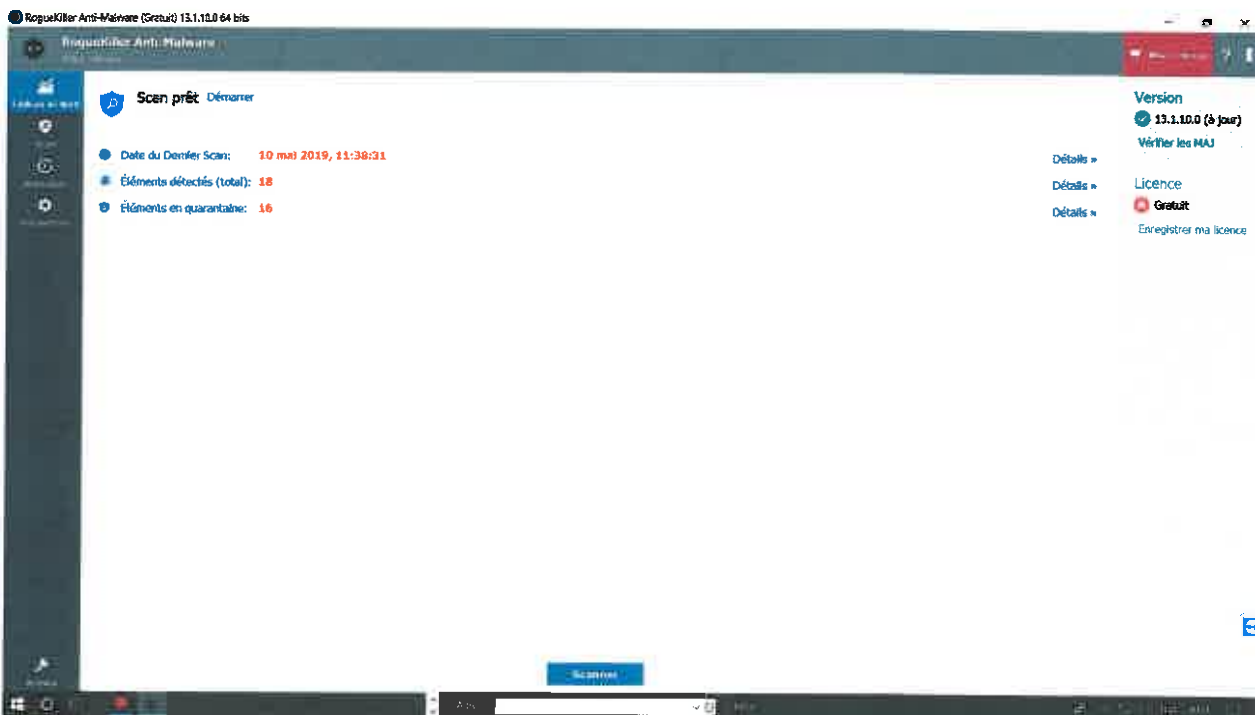 RogueKiller Anti-Malware (Gratuit) 13.1.10.0 64 bits
RogueKiller Anti-Malware
Scan prêt Démarrer
Date du Dernier Scan: 10 mai 2019, 11:38:31 Détails »
Éléments détectés (total): 18 Détails »
Éléments en quarantaine: 16 Détails »
Version
13.1.10.0 (à jour)
Vérifier les MAJ
Licence
Gratuit
Enregistrer ma licence
Scanner